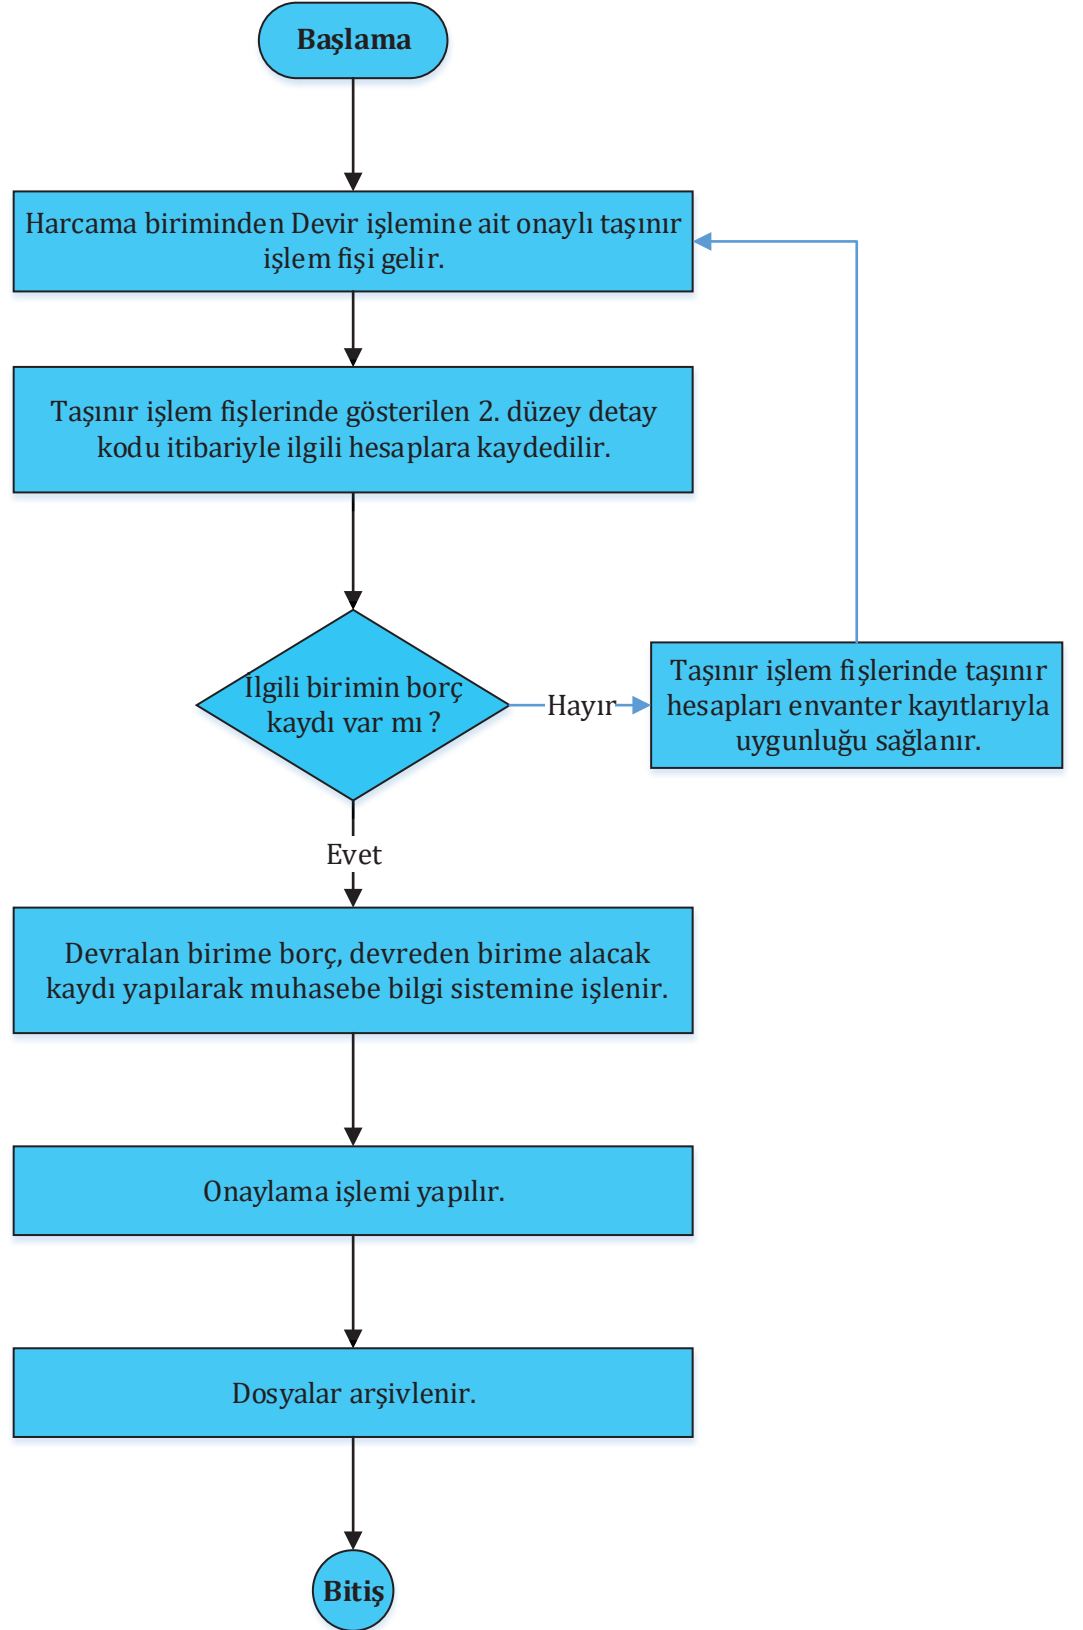 Başlama
Harcama biriminden Devir işlemine ait onaylı taşınır
işlem fişi gelir.
Taşınır işlem fişlerinde gösterilen 2. düzey detay
kodu itibariyle ilgili hesaplara kaydedilir.
İlgili birimin borç
kaydı var mı ?
Hayır
Taşınır işlem fişlerinde taşınır
hesapları envanter kayıtlarıyla
uygunluğu sağlanır.
Evet
Devralan birime borç, devreden birime alacak
kaydı yapılarak muhasebe bilgi sistemine işlenir.
Onaylama işlemi yapılır.
Dosyalar arşivlenir.
Bitiş